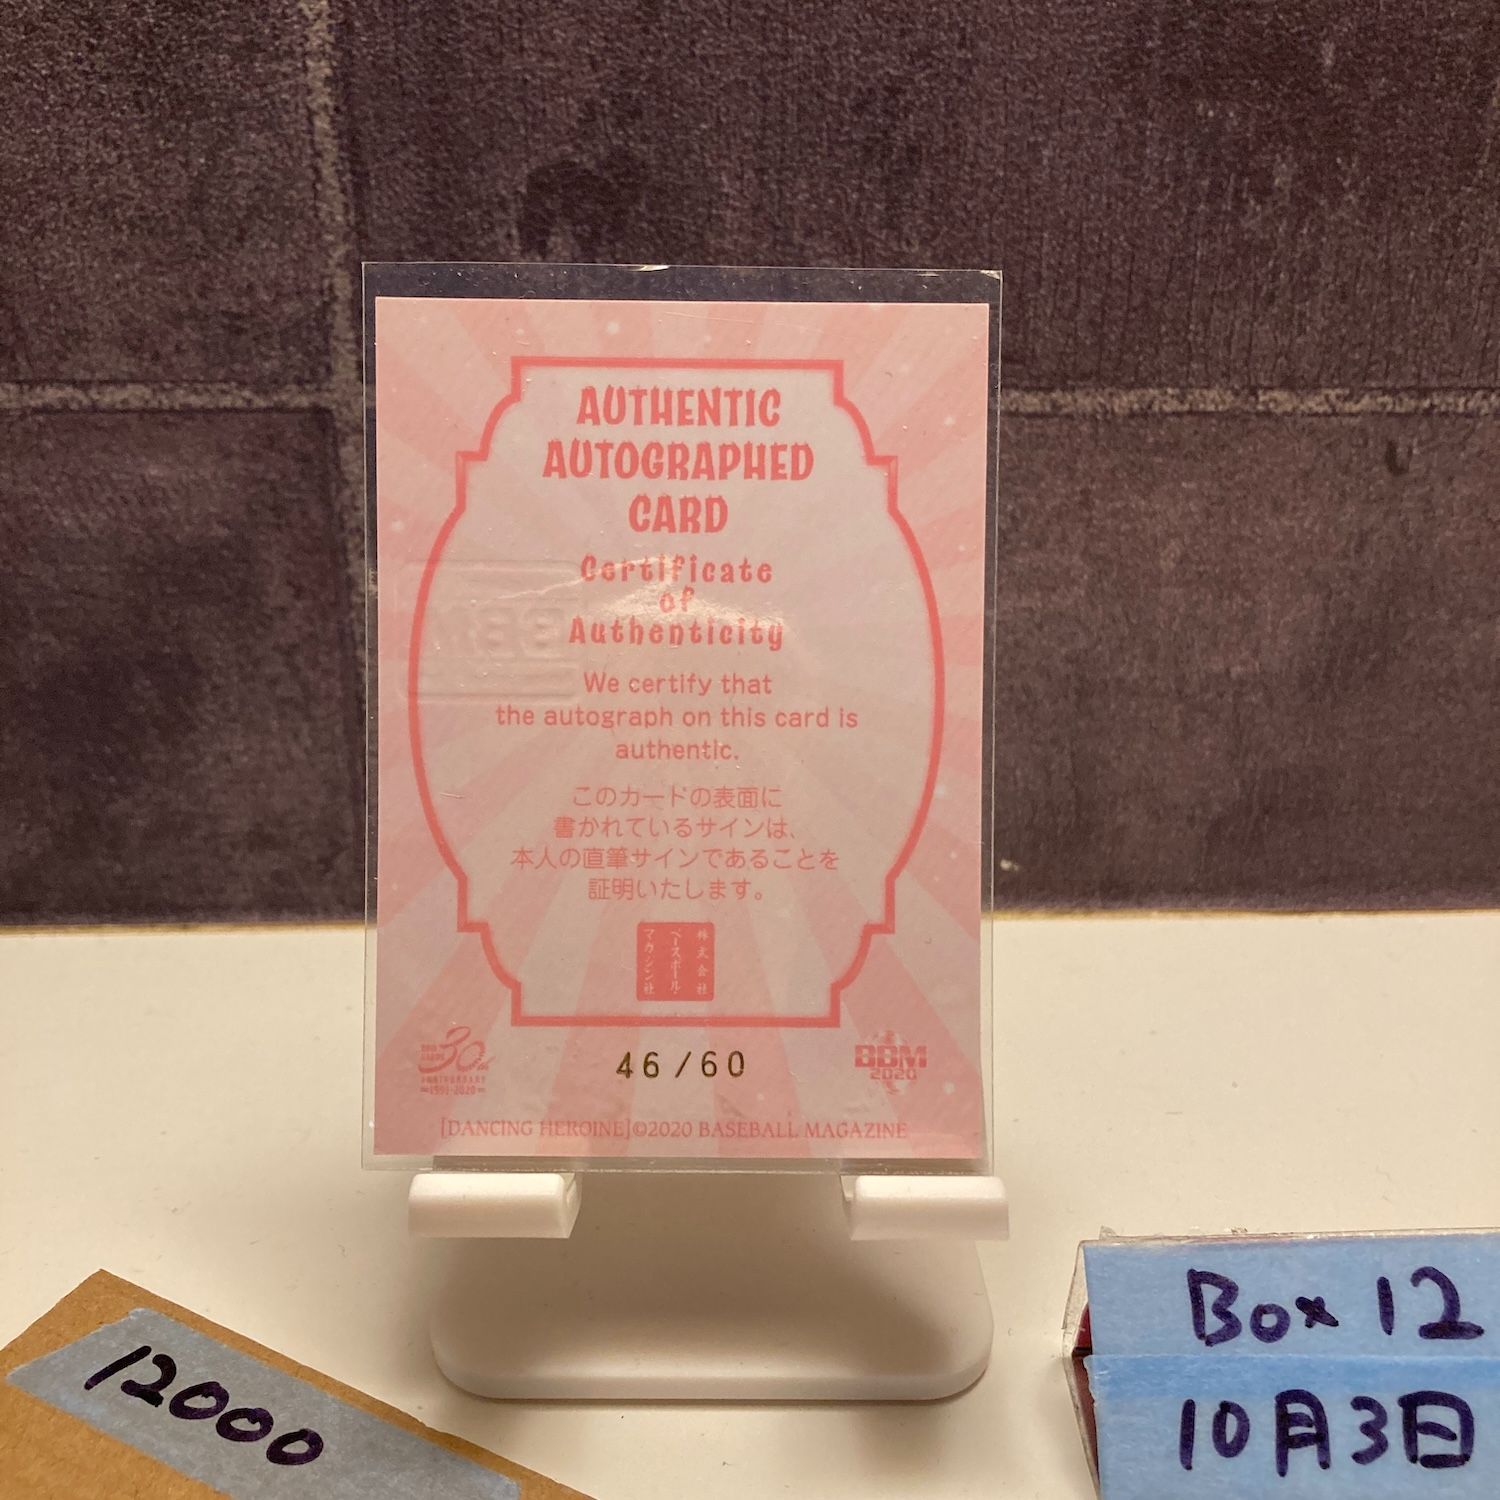 AUTHENTIC
AUTOGRAPHED
CARD
Certificate
of
Authenticity
We certify that
the autograph on this card is
authentic.
このカードの表面に
書かれているサインは、
本人の直筆サインであることを
証明いたします。
株式会社
ベースボール・
マガジン社
30th
ANNIVERSARY
1991-2020
46/60
BBM
2020
[DANCING HEROINE]©2020 BASEBALL MAGAZINE
12000
Box 12
10月3日